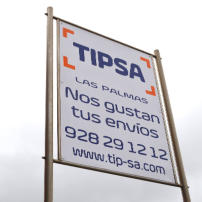 TIPSA
LAS PALMAS
Nos gustan
tus envíos
928 29 12 12
www.tip-sa.com